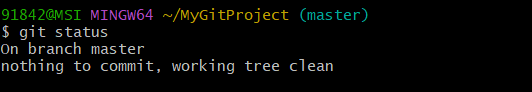 91842@MSI MINGW64 ~/MyGitProject (master)
$ git status
On branch master
nothing to commit, working tree clean